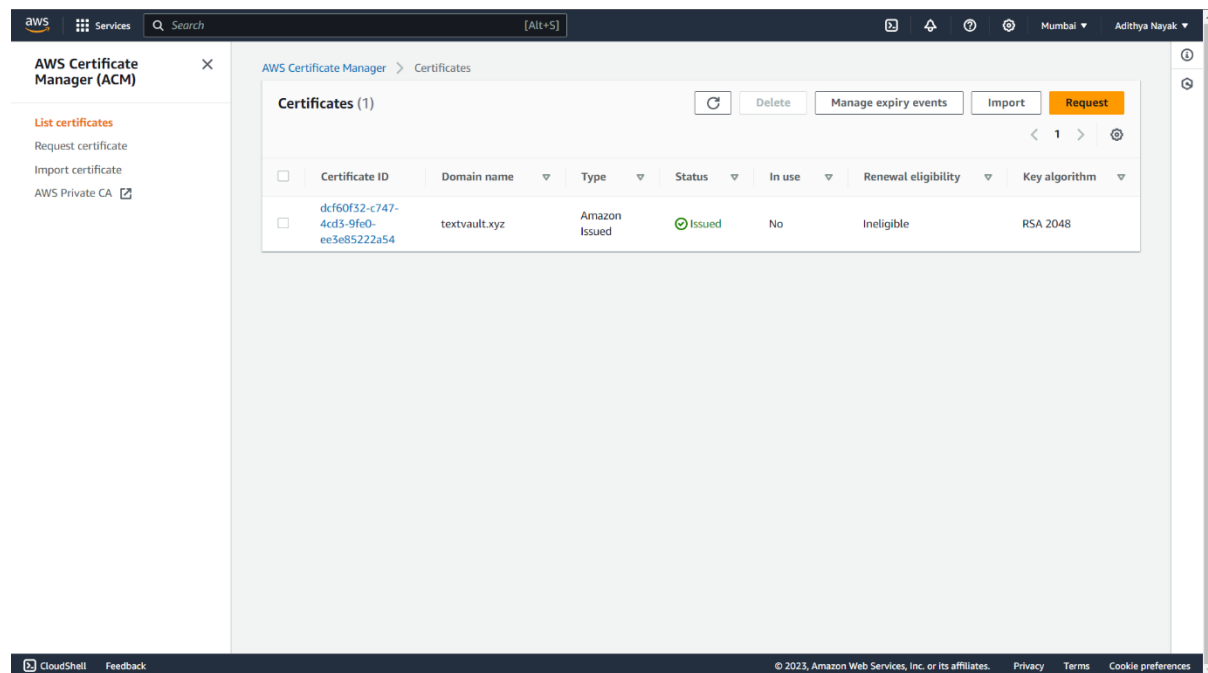 aws Services Search [Alt+S] Mumbai Adithya Nayak
AWS Certificate
Manager (ACM)
List certificates
Request certificate
Import certificate
AWS Private CA
AWS Certificate Manager > Certificates
Certificates (1) Delete Manage expiry events Import Request
1
Certificate ID Domain name Type Status In use Renewal eligibility Key algorithm
dcf60f32-c747-
4cd3-9fe0-
ee3e85222a54
textvault.xyz
Amazon
Issued
Issued
No
Ineligible
RSA 2048
CloudShell Feedback © 2023, Amazon Web Services, Inc. or its affiliates. Privacy Terms Cookie preferences